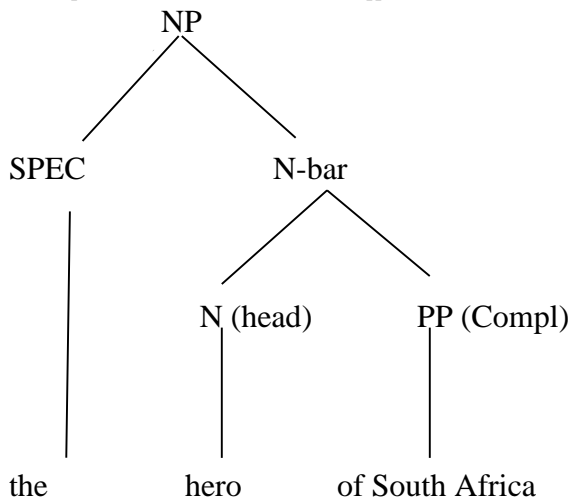 NP
SPEC N-bar
N (head) PP (Compl)
the hero of South Africa